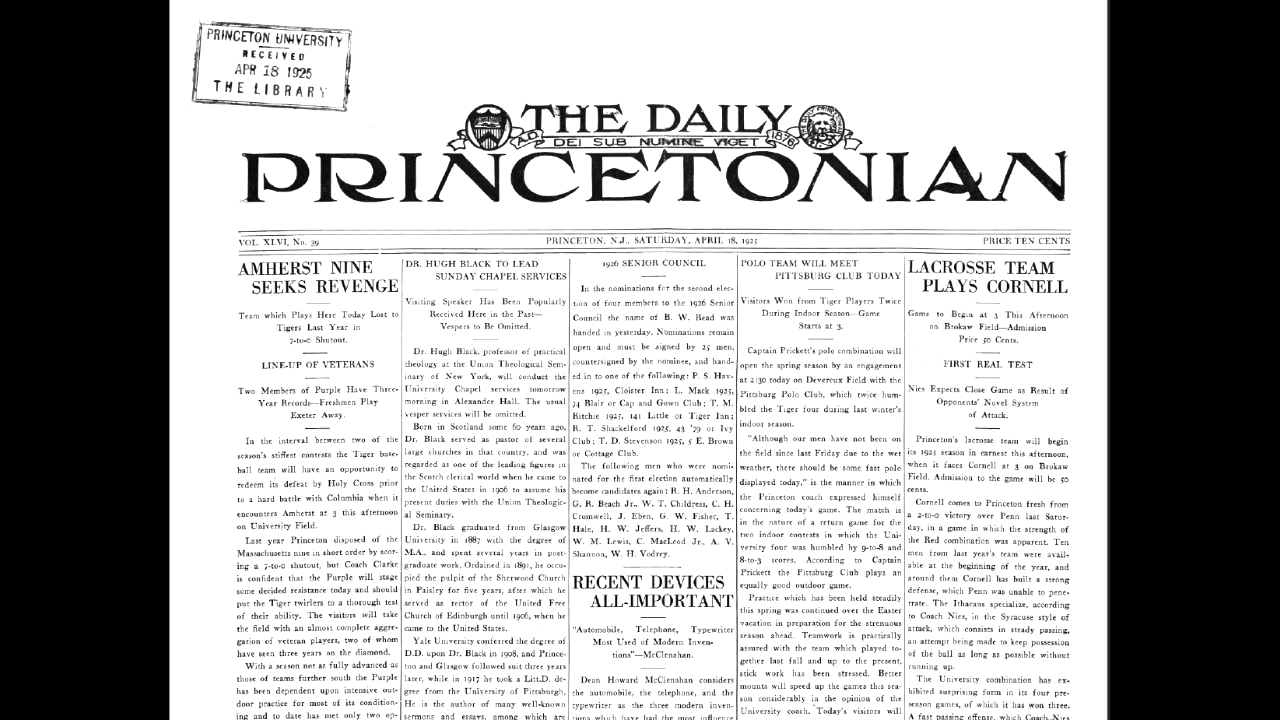 PRINCETON UNIVERSITY
RECEIVED
APR 18 1925
THE LIBRARY
THE DAILY
A.D.
DEI SUB NUMINE VIGET
1876
PRINCETONIAN
VOL. XLVI, No. 39
PRINCETON, N.J., SATURDAY, APRIL 18, 1925
PRICE TEN CENTS
AMHERST NINE
SEEKS REVENGE
Team which Plays Here Today Lost to
Tigers Last Year in
7-to-0 Shutout.
LINE-UP OF VETERANS
Two Members of Purple Have Three-
Year Records—Freshmen Play
Exeter Away.
In the interval between two of the
season's stiffest contests the Tiger base-
ball team will have an opportunity to
redeem its defeat by Holy Cross prior
to a hard battle with Columbia when it
encounters Amherst at 3 this afternoon
on University Field.
Last year Princeton disposed of the
Massachusetts nine in short order by scor-
ing a 7-to-0 shutout, but Coach Clarke
is confident that the Purple will stage
some decided resistance today and should
put the Tiger twirlers to a thorough test
of their ability. The visitors will take
the field with an almost complete aggre-
gation of veteran players, two of whom
have seen three years on the diamond.
With a season not as fully advanced as
those of teams further south the Purple
has been dependent upon intensive out-
door practice for most of its condition-
ing and to date has met only two op-
DR. HUGH BLACK TO LEAD
SUNDAY CHAPEL SERVICES
Visiting Speaker Has Been Popularly
Received Here in the Past—
Vespers to Be Omitted.
Dr. Hugh Black, professor of practical
theology at the Union Theological Sem-
inary of New York, will conduct the
University Chapel services tomorrow
morning in Alexander Hall. The usual
vesper services will be omitted.
Born in Scotland some 60 years ago,
Dr. Black served as pastor of several
large churches in that country, and was
regarded as one of the leading figures in
the Scotch clerical world when he came to
the United States in 1906 to assume his
present duties with the Union Theologic-
al Seminary.
Dr. Black graduated from Glasgow
University in 1887 with the degree of
M.A., and spent several years in post-
graduate work. Ordained in 1891, he occu-
pied the pulpit of the Sherwood Church
in Paisley for five years, after which he
served as rector of the United Free
Church of Edinburgh until 1906, when he
came to the United States.
Yale University conferred the degree of
D.D. upon Dr. Black in 1908, and Prince-
ton and Glasgow followed suit three years
later, while in 1917 he took a Litt.D. de-
gree from the University of Pittsburgh,
He is the author of many well-known
sermons and essays, among which are
1926 SENIOR COUNCIL
In the nominations for the second elec-
tion of four members to the 1926 Senior
Council the name of B. W. Read was
handed in yesterday. Nominations remain
open and must be signed by 25 men,
countersigned by the nominee, and hand-
ed in to one of the following: P. S. Hav-
ens 1925, Cloister Inn; L. Mack 1925,
74 Blair or Cap and Gown Club; T. M.
Ritchie 1925, 141 Little or Tiger Inn;
R. T. Shackelford 1925, 43 '79 or Ivy
Club; T. D. Stevenson 1925, 5 E. Brown
or Cottage Club.
The following men who were nomi-
nated for the first election automatically
become candidates again: R. H. Anderson,
G. R. Beach Jr., W. T. Childress, C. H.
Cromwell, J. Eben, G. W. Fisher, T.
Hale, H. W. Jeffers, H. W. Lackey,
W. M. Lewis, C. MacLeod Jr., A. V.
Shannon, W. H. Vodrey.
RECENT DEVICES
ALL-IMPORTANT
"Automobile, Telephone, Typewriter
Most Used of Modern Inven-
tions"—McClenahan.
Dean Howard McClenahan considers
the automobile, the telephone, and the
typewriter as the three modern inven-
tions which have had the most influence
POLO TEAM WILL MEET
PITTSBURG CLUB TODAY
Visitors Won from Tiger Players Twice
During Indoor Season—Game
Starts at 3.
Captain Prickett's polo combination will
open the spring season by an engagement
at 2:30 today on Devereux Field with the
Pittsburg Polo Club, which twice hum-
bled the Tiger four during last winter's
indoor season.
"Although our men have not been on
the field since last Friday due to the wet
weather, there should be some fast polo
displayed today," is the manner in which
the Princeton coach expressed himself
concerning today's game. The match is
in the nature of a return game for the
two indoor contests in which the Uni-
versity four was humbled by 9-to-8 and
8-to-3 scores. According to Captain
Prickett the Pittsburg Club plays an
equally good outdoor game.
Practice which has been held steadily
this spring was continued over the Easter
vacation in preparation for the strenuous
season ahead. Teamwork is practically
assured with the team which played to-
gether last fall and up to the present,
stick work has been stressed. Better
mounts will speed up the games this sea-
son considerably in the opinion of the
University coach. Today's visitors will
LACROSSE TEAM
PLAYS CORNELL
Game to Begin at 3 This Afternoon
on Brokaw Field—Admission
Price 50 Cents.
FIRST REAL TEST
Nies Expects Close Game as Result of
Opponents' Novel System
of Attack.
Princeton's lacrosse team will begin
its 1925 season in earnest this afternoon,
when it faces Cornell at 3 on Brokaw
Field. Admission to the game will be 50
cents.
Cornell comes to Princeton fresh from
a 2-to-0 victory over Penn last Satur-
day, in a game in which the strength of
the Red combination was apparent. Ten
men from last year's team were avail-
able at the beginning of the year, and
around them Cornell has built a strong
defense, which Penn was unable to pene-
trate. The Ithacans specialize, according
to Coach Nies, in the Syracuse style of
attack, which consists in steady passing,
an attempt being made to keep possession
of the ball as long as possible without
running up.
The University combination has ex-
hibited surprising form in its four pre-
season games, of which it has won three.
A fast passing offense, which Coach Nies